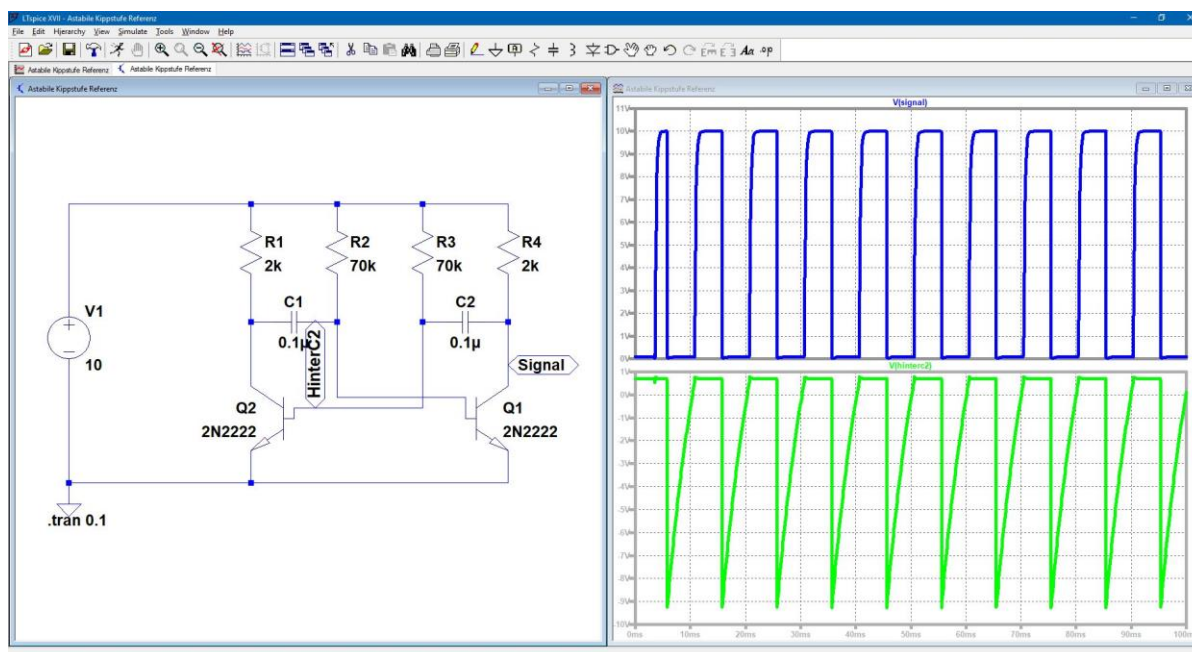 LTspice XVII - Astabile Kippstufe Referenz
File Edit Hierarchy View Simulate Tools Window Help
Astabile Kippstufe Referenz Astabile Kippstufe Referenz
Astabile Kippstufe Referenz
R1
2k
R2
70k
R3
70k
R4
2k
C1
0.1µ
C2
0.1µ
V1
10
HinterC2
Signal
Q2
2N2222
Q1
2N2222
.tran 0.1
Astabile Kippstufe Referenz
V(signal)
11V
10V
9V
8V
7V
6V
5V
4V
3V
2V
1V
0V
V(hinterc2)
1V
0V
-1V
-2V
-3V
-4V
-5V
-6V
-7V
-8V
-9V
-10V
0ms 10ms 20ms 30ms 40ms 50ms 60ms 70ms 80ms 90ms 100m